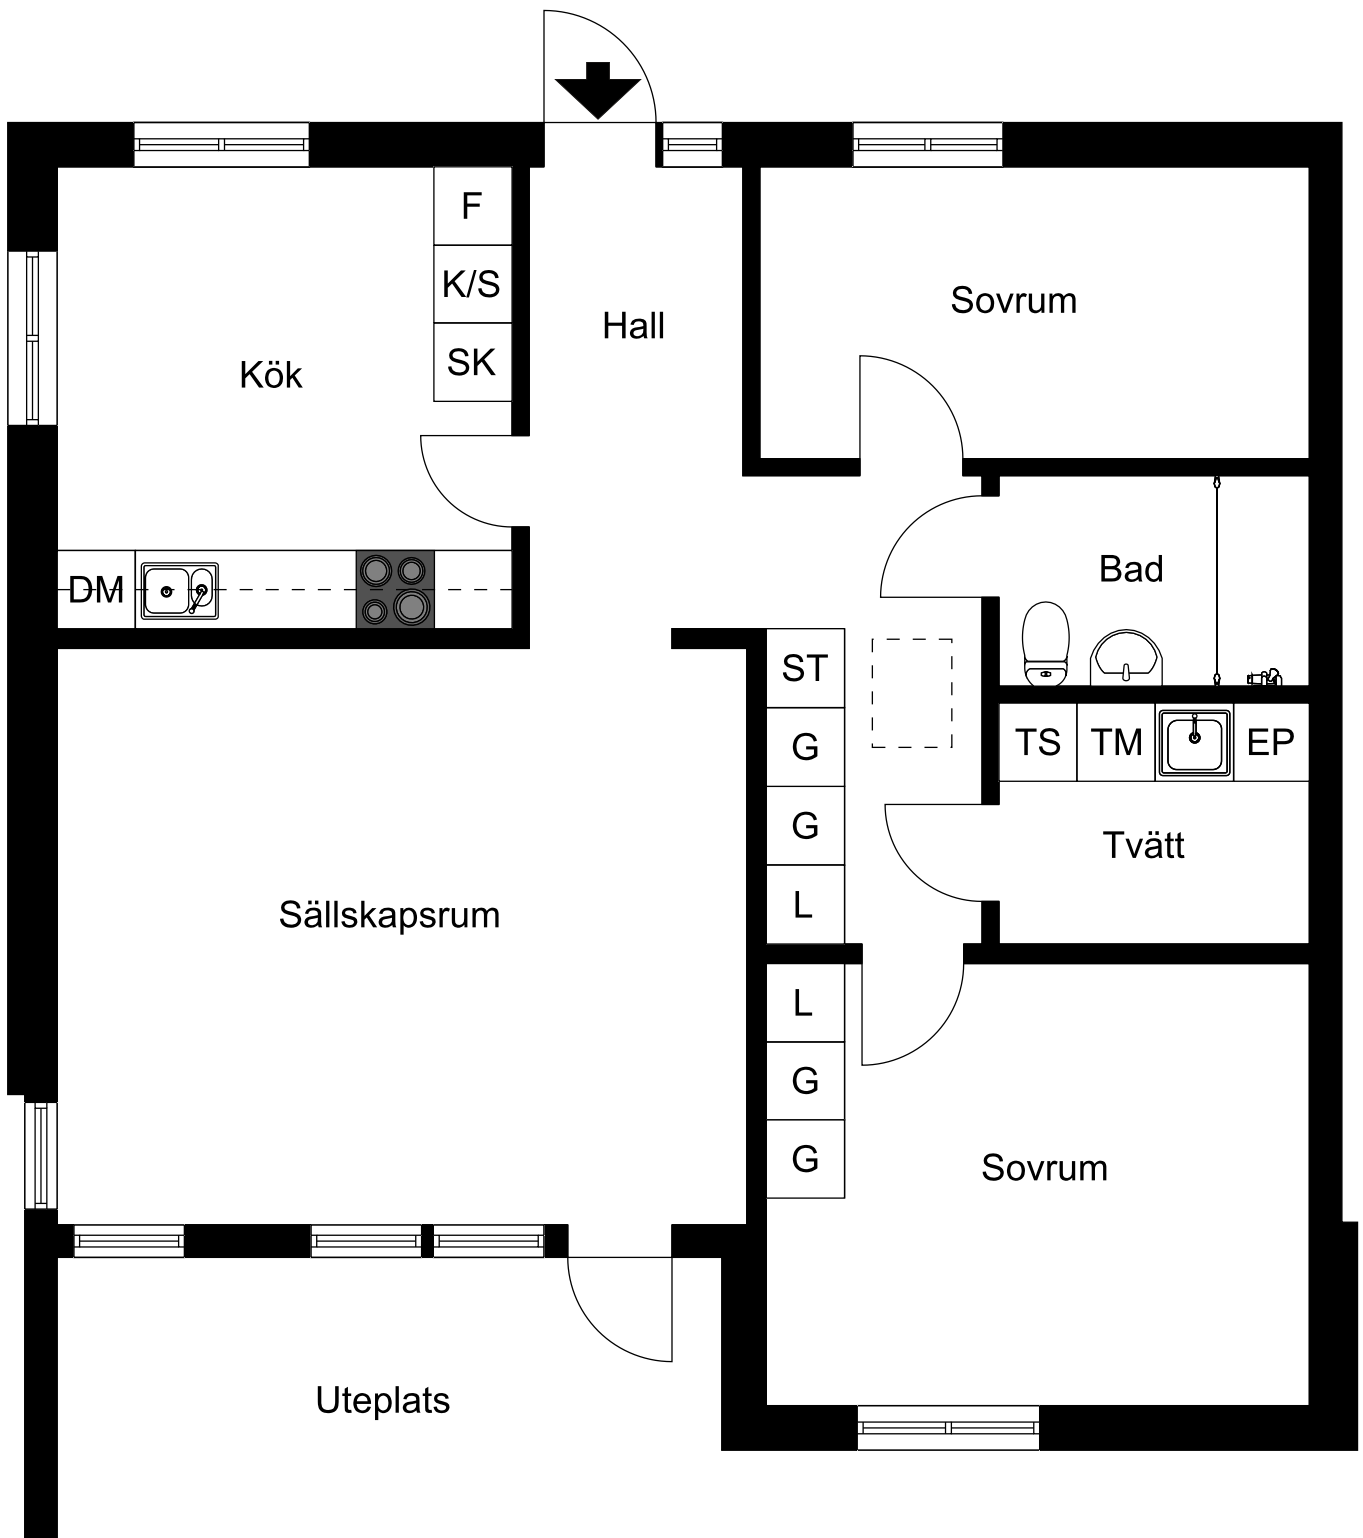 F
K/S
SK
Kök
Hall
Sovrum
DM
Bad
ST
G
G
L
TS
TM
EP
Tvätt
Sällskapsrum
L
G
G
Sovrum
Uteplats